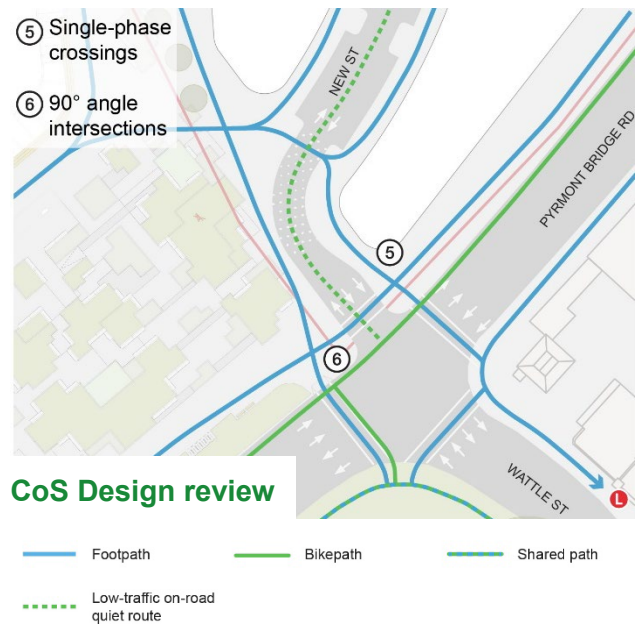 5 Single-phase
crossings
6 90° angle
intersections
NEW ST
PYRMONT BRIDGE RD
5
6
WATTLE ST
L
CoS Design review
Footpath
Bikepath
Shared path
Low-traffic on-road
quiet route